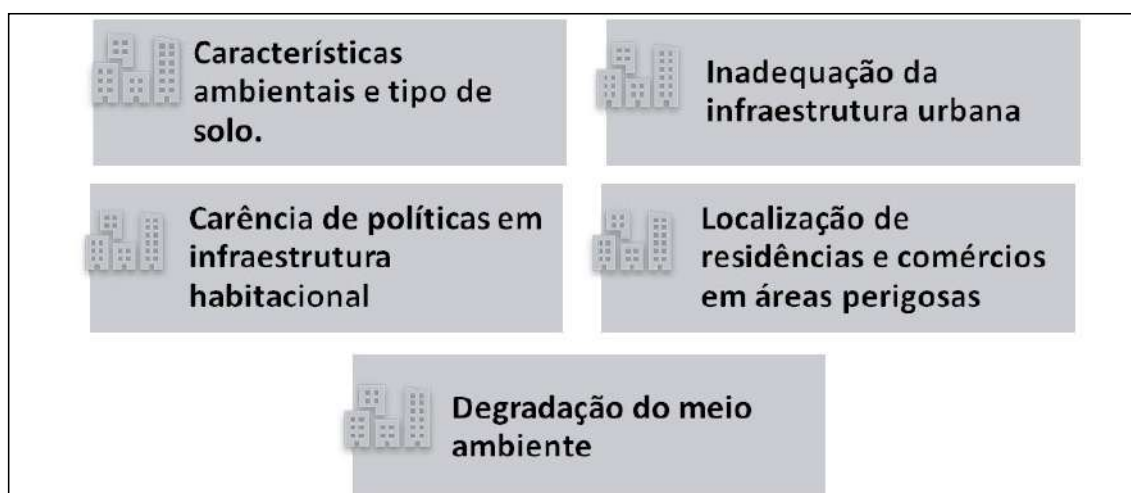 Características
ambientais e tipo de
solo.
Inadequação da
infraestrutura urbana
Carência de políticas em
infraestrutura
habitacional
Localização de
residências e comércios
em áreas perigosas
Degradação do meio
ambiente